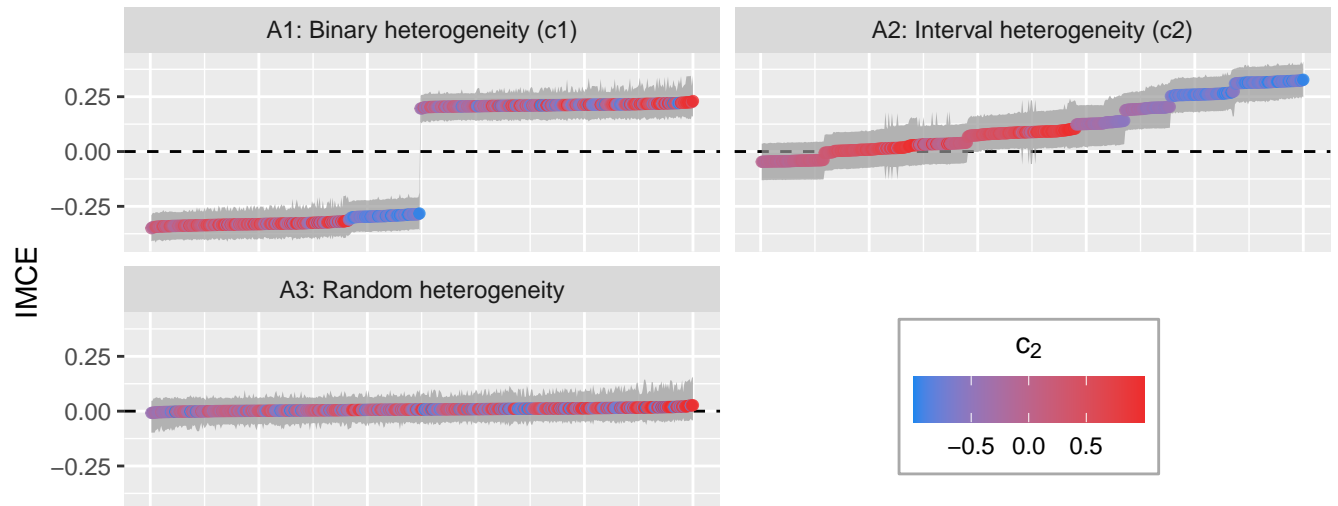 A1: Binary heterogeneity (c1)
A2: Interval heterogeneity (c2)
0.25
0.00
−0.25
A3: Random heterogeneity
0.25
0.00
−0.25
IMCE
c₂
−0.5 0.0 0.5